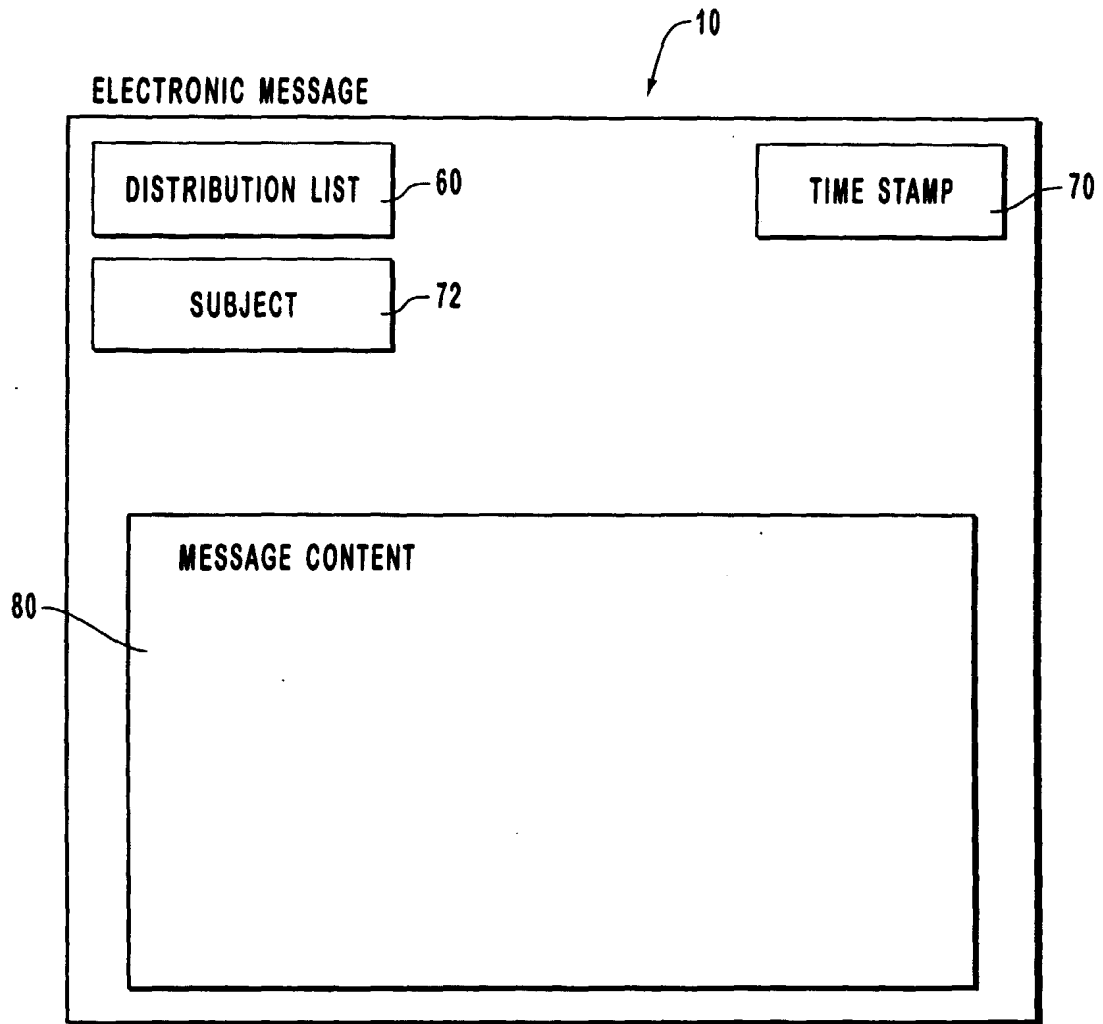 10
ELECTRONIC MESSAGE
DISTRIBUTION LIST
60
TIME STAMP
70
SUBJECT
72
MESSAGE CONTENT
80